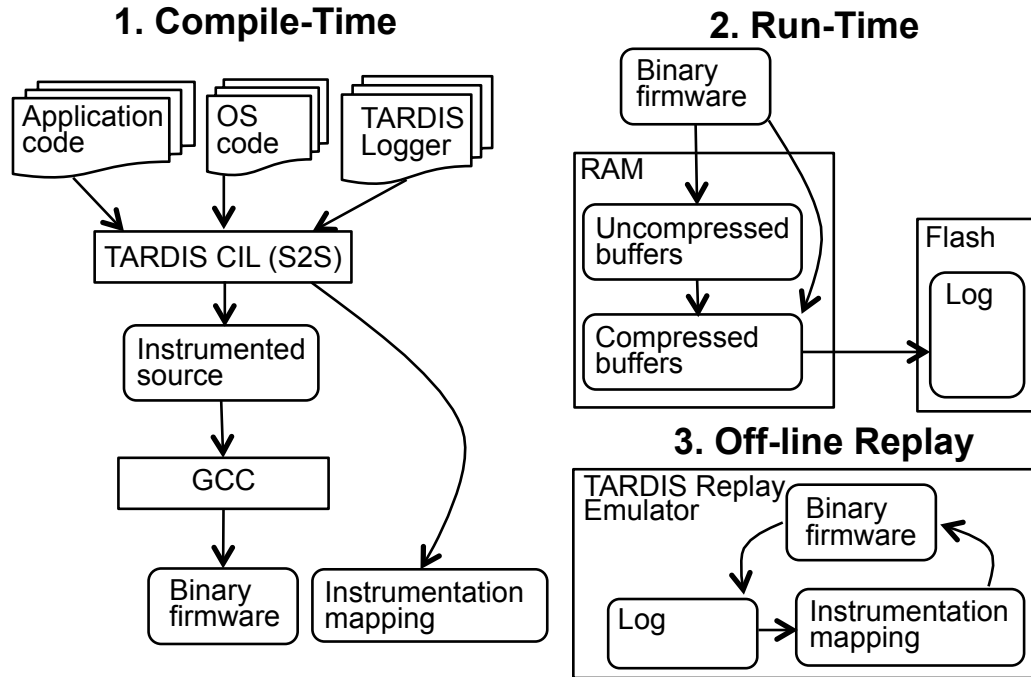 1. Compile-Time
Application
code
OS
code
TARDIS
Logger
TARDIS CIL (S2S)
Instrumented
source
GCC
Binary
firmware
Instrumentation
mapping
2. Run-Time
Binary
firmware
RAM
Uncompressed
buffers
Compressed
buffers
Flash
Log
3. Off-line Replay
TARDIS Replay
Emulator
Binary
firmware
Log
Instrumentation
mapping